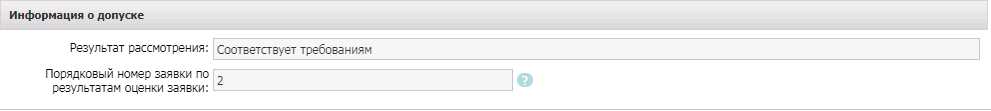 Информация о допуске
Результат рассмотрения: Соответствует требованиям
Порядковый номер заявки по
результатам оценки заявки: 2 ?